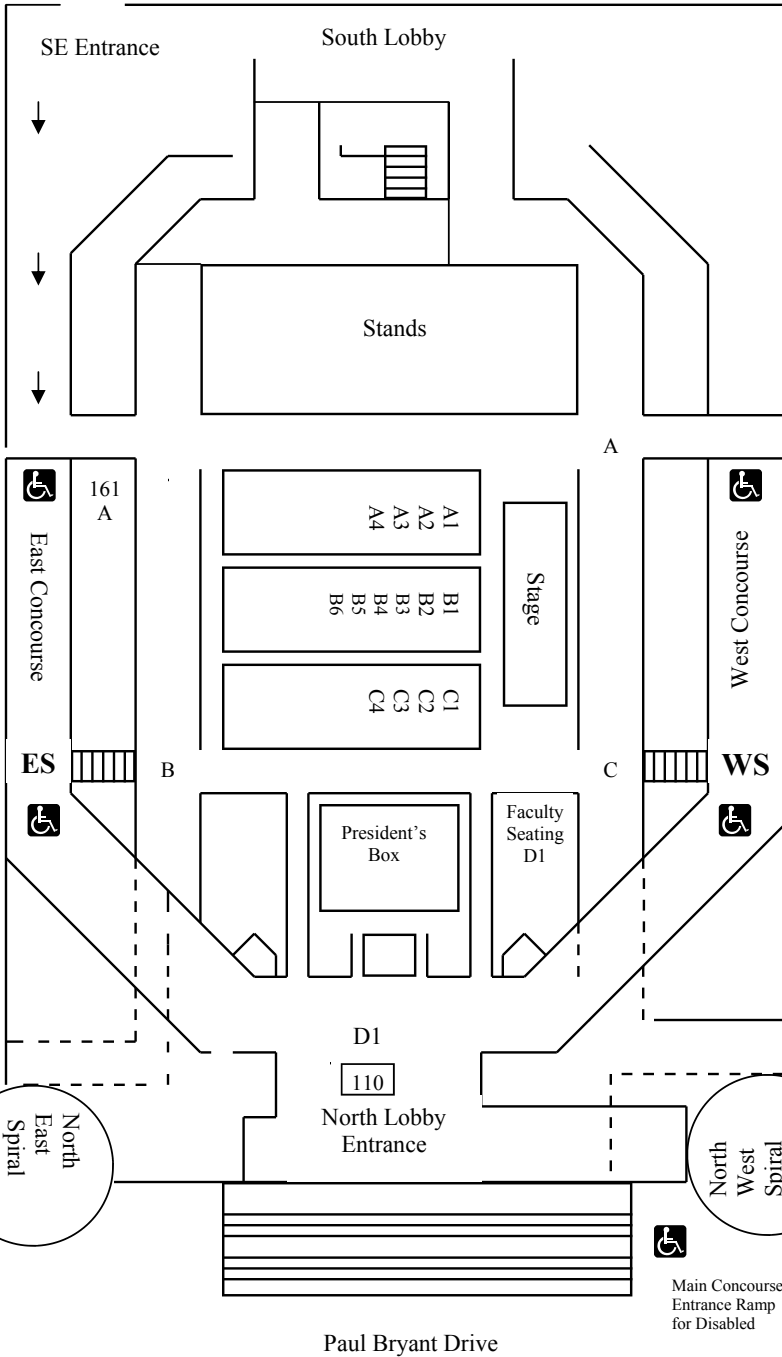 SE Entrance
South Lobby
Stands
A
161
A
East Concourse
A1
A2
A3
A4
B1
B2
B3
B4
B5
B6
C1
C2
C3
C4
Stage
West Concourse
ES
B
C
WS
President's
Box
Faculty
Seating
D1
D1
110
North Lobby
Entrance
North
East
Spiral
North
West
Spiral
Main Concourse
Entrance Ramp
for Disabled
Paul Bryant Drive